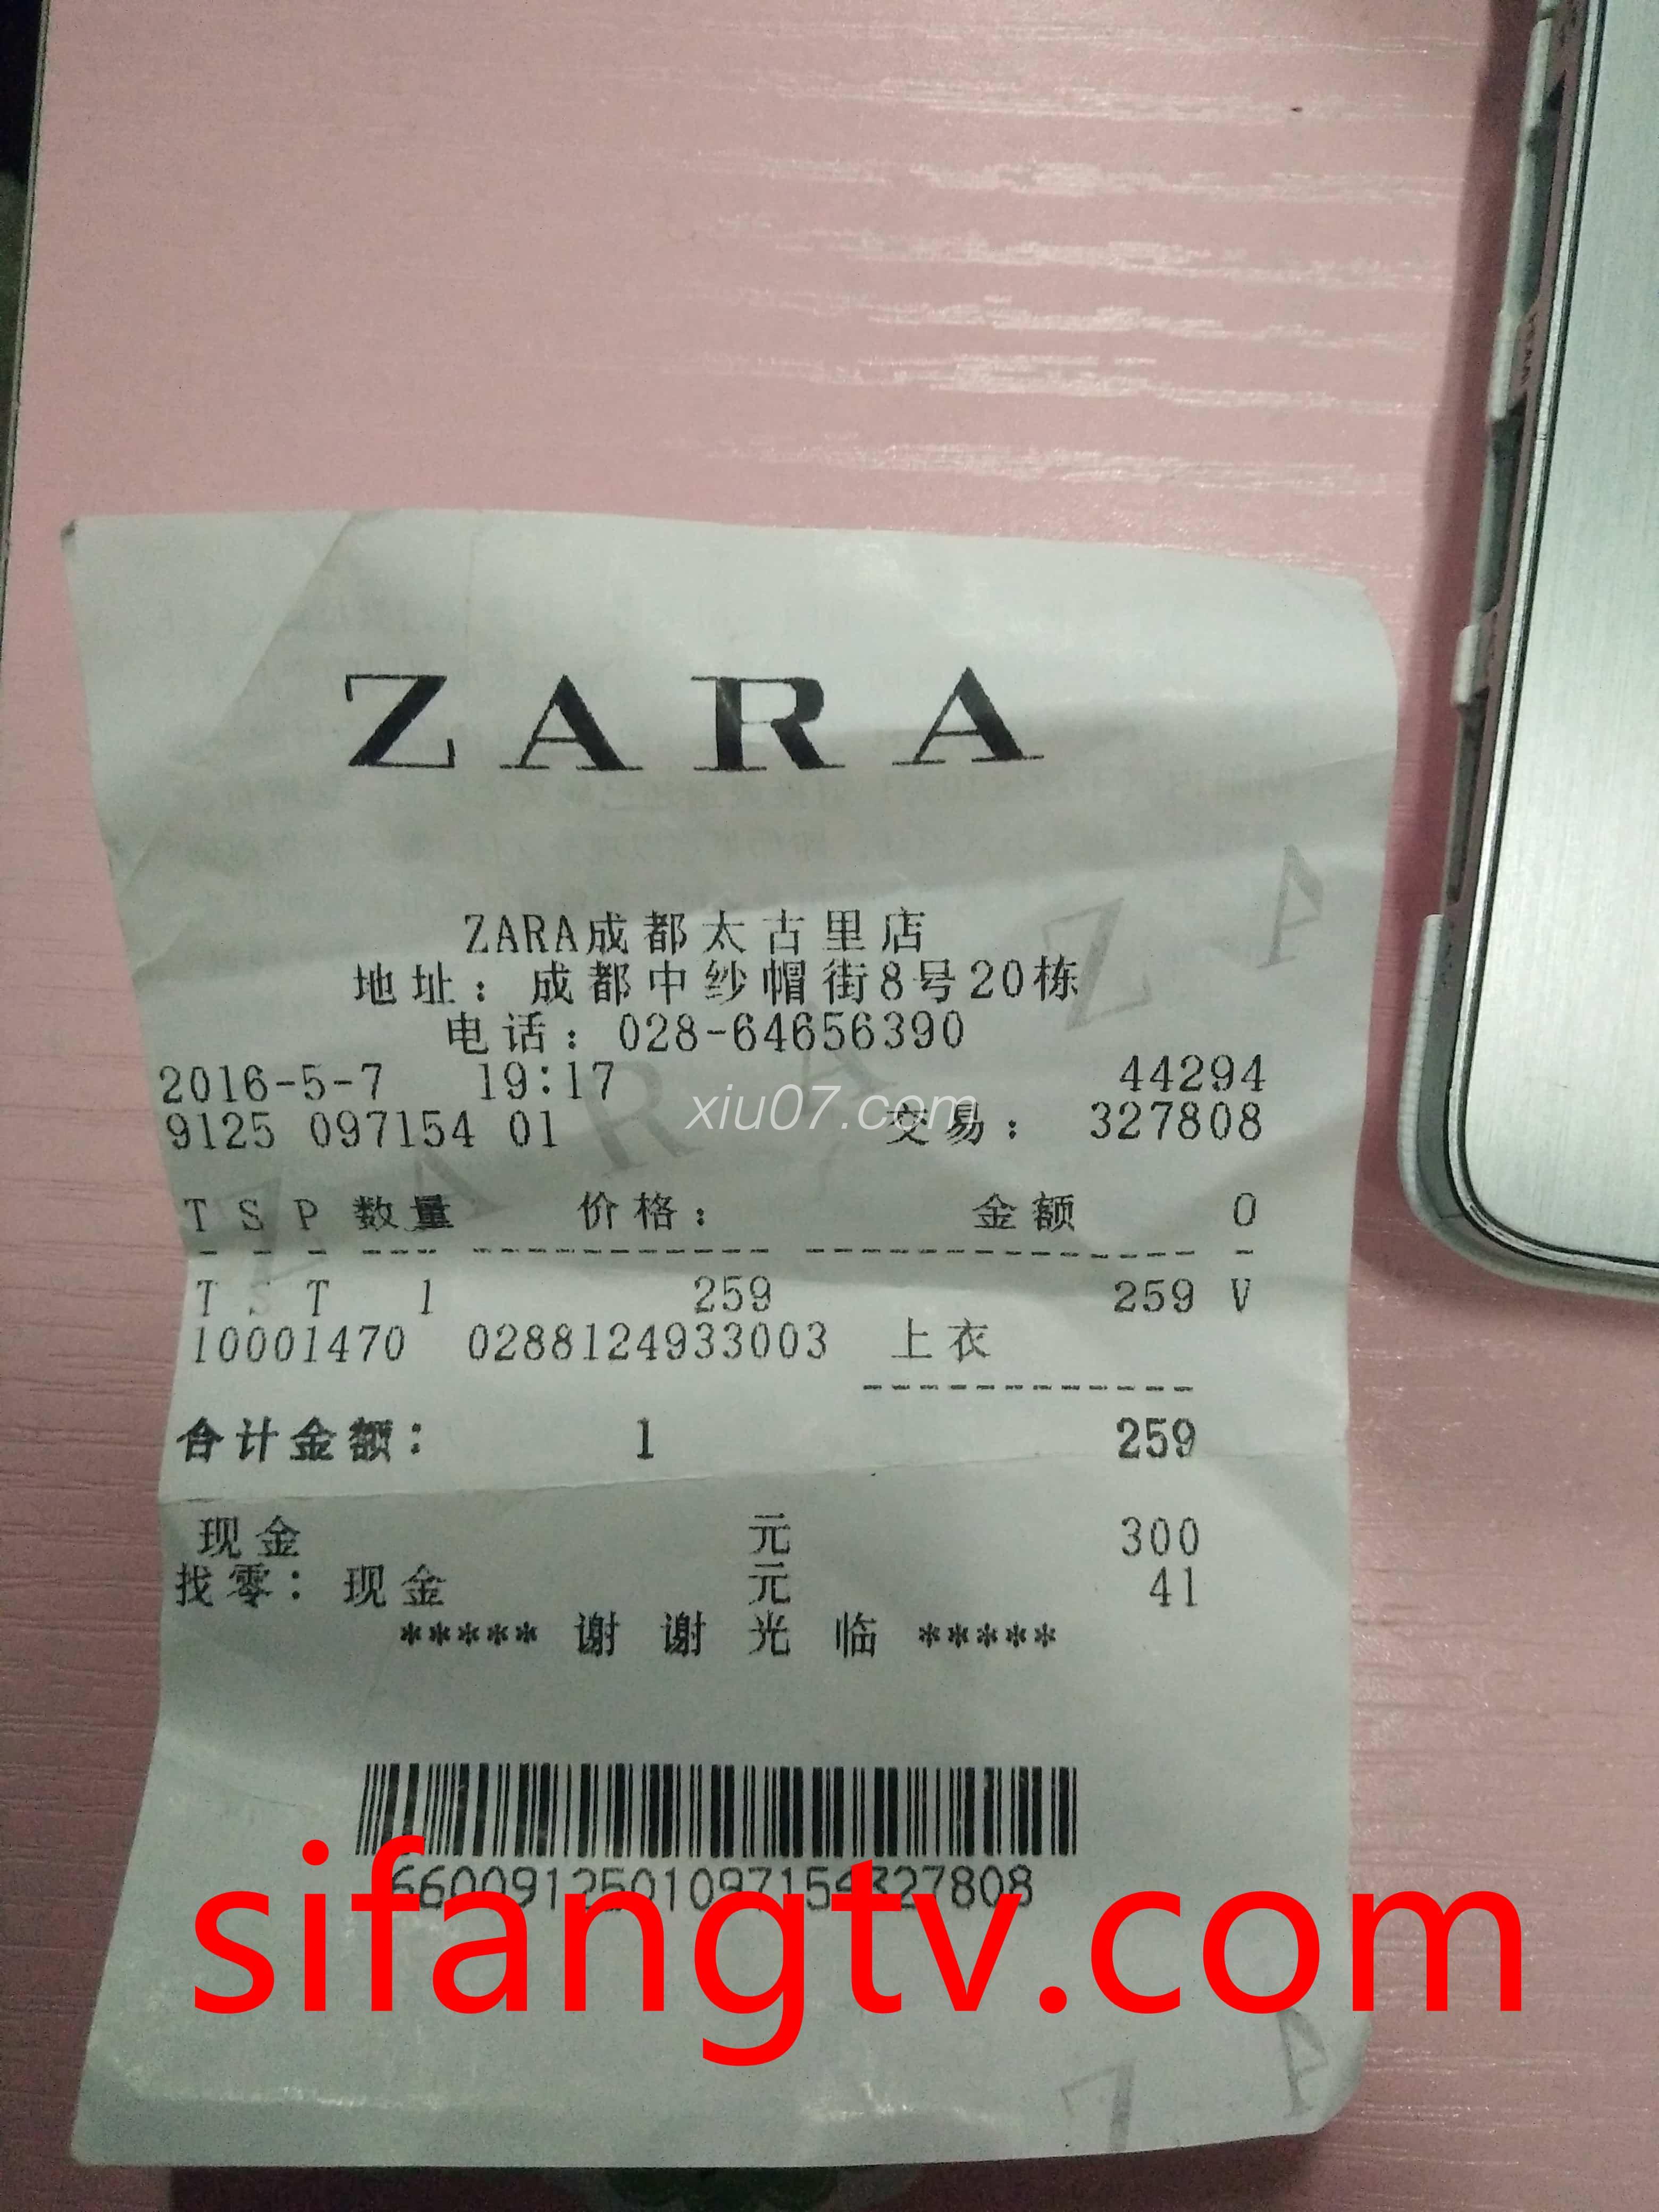 ZARA
ZARA成都太古里店
地址：成都中纱帽街8号20栋
电话：028-64656390
2016-5-7 19:17 44294
9125 097154 01 交易： 327808
xiu07.com
T S P 数量 价格： 金额 O
T S T 1 259 259 V
10001470 0288124933003 上衣
合计金额： 1 259
现金 元 300
找零：现金 元 41
***** 谢谢光临 *****
6600912501097154327808
sifangtv.com